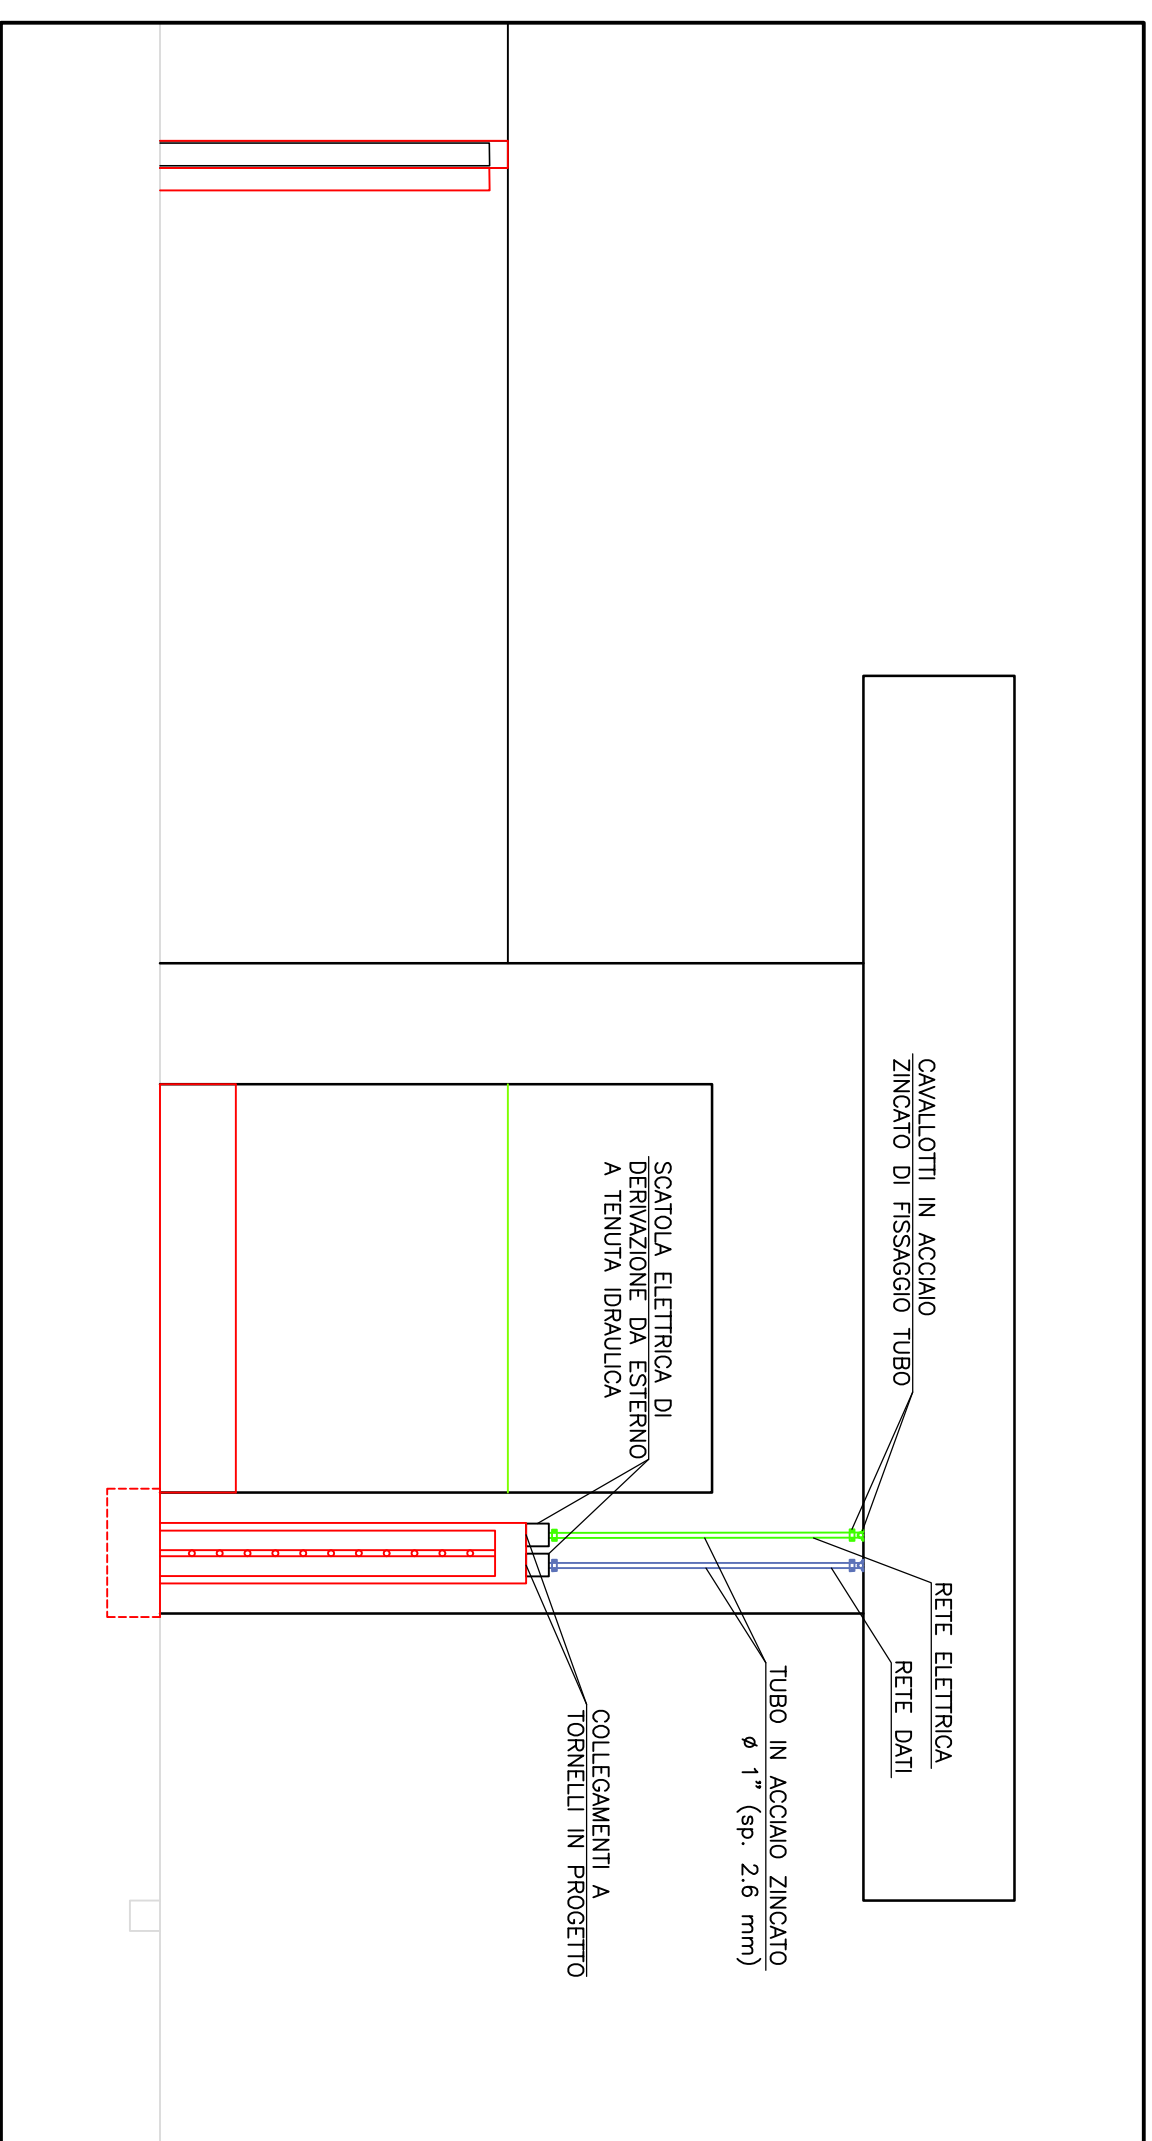 CAVALLOTTI IN ACCIAIO
ZINCATO DI FISSAGGIO TUBO
RETE ELETTRICA
RETE DATI
SCATOLA ELETTRICA DI
DERIVAZIONE DA ESTERNO
A TENUTA IDRAULICA
TUBO IN ACCIAIO ZINCATO
ø 1" (sp. 2.6 mm)
COLLEGAMENTI A
TORNELLI IN PROGETTO